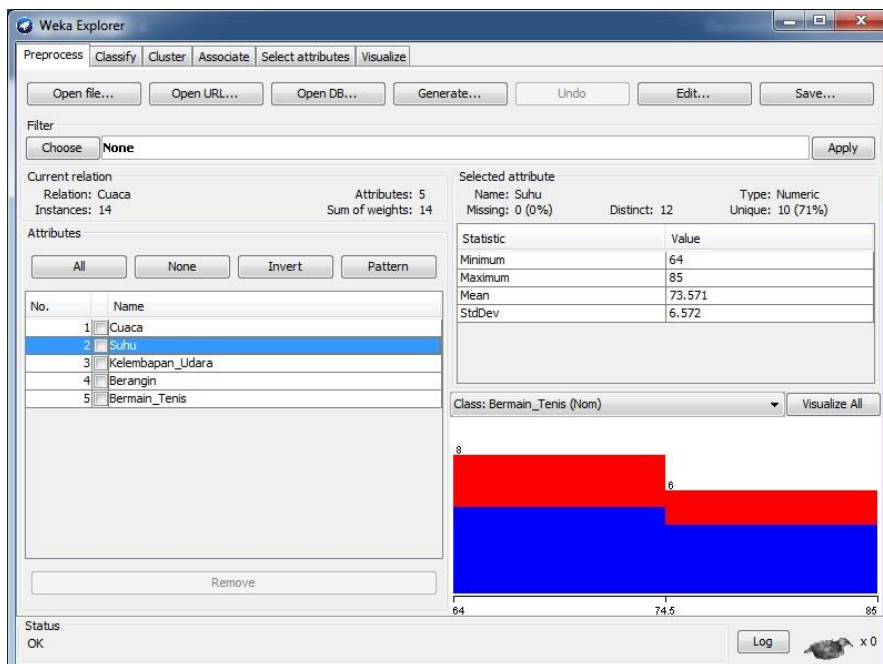 Weka Explorer
Preprocess Classify Cluster Associate Select attributes Visualize
Open file... Open URL... Open DB... Generate... Undo Edit... Save...
Filter
Choose None Apply
Current relation
Relation: Cuaca Attributes: 5
Instances: 14 Sum of weights: 14
Attributes
All None Invert Pattern
No. Name
1 Cuaca
2 Suhu
3 Kelembapan_Udara
4 Berangin
5 Bermain_Tenis
Remove
Selected attribute
Name: Suhu Type: Numeric
Missing: 0 (0%) Distinct: 12 Unique: 10 (71%)
Statistic Value
Minimum 64
Maximum 85
Mean 73.571
StdDev 6.572
Class: Bermain_Tenis (Nom) Visualize All
8
6
64 74.5 85
Status
OK Log x 0